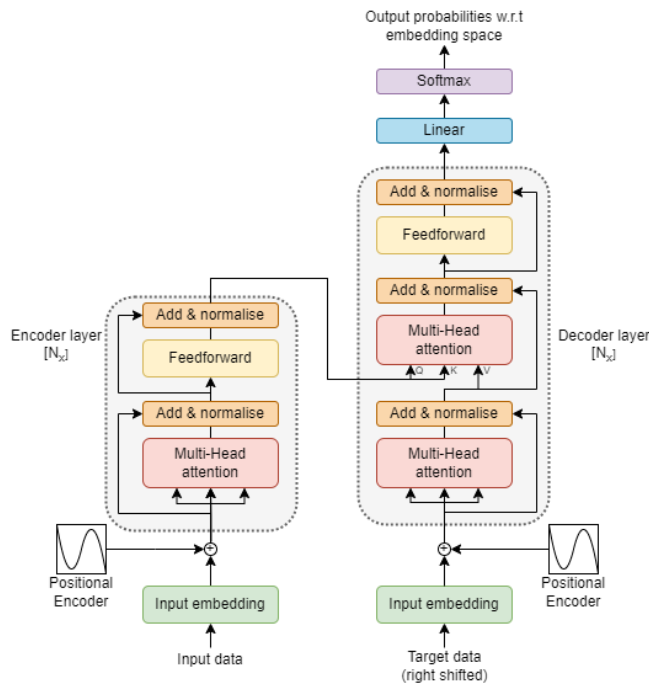 Output probabilities w.r.t
embedding space
Softmax
Linear
Add & normalise
Feedforward
Add & normalise
Multi-Head
attention
Q K V
Decoder layer
[Nx]
Add & normalise
Multi-Head
attention
Encoder layer
[Nx]
Add & normalise
Feedforward
Add & normalise
Multi-Head
attention
+
Positional
Encoder
Input embedding
Input data
+
Positional
Encoder
Input embedding
Target data
(right shifted)